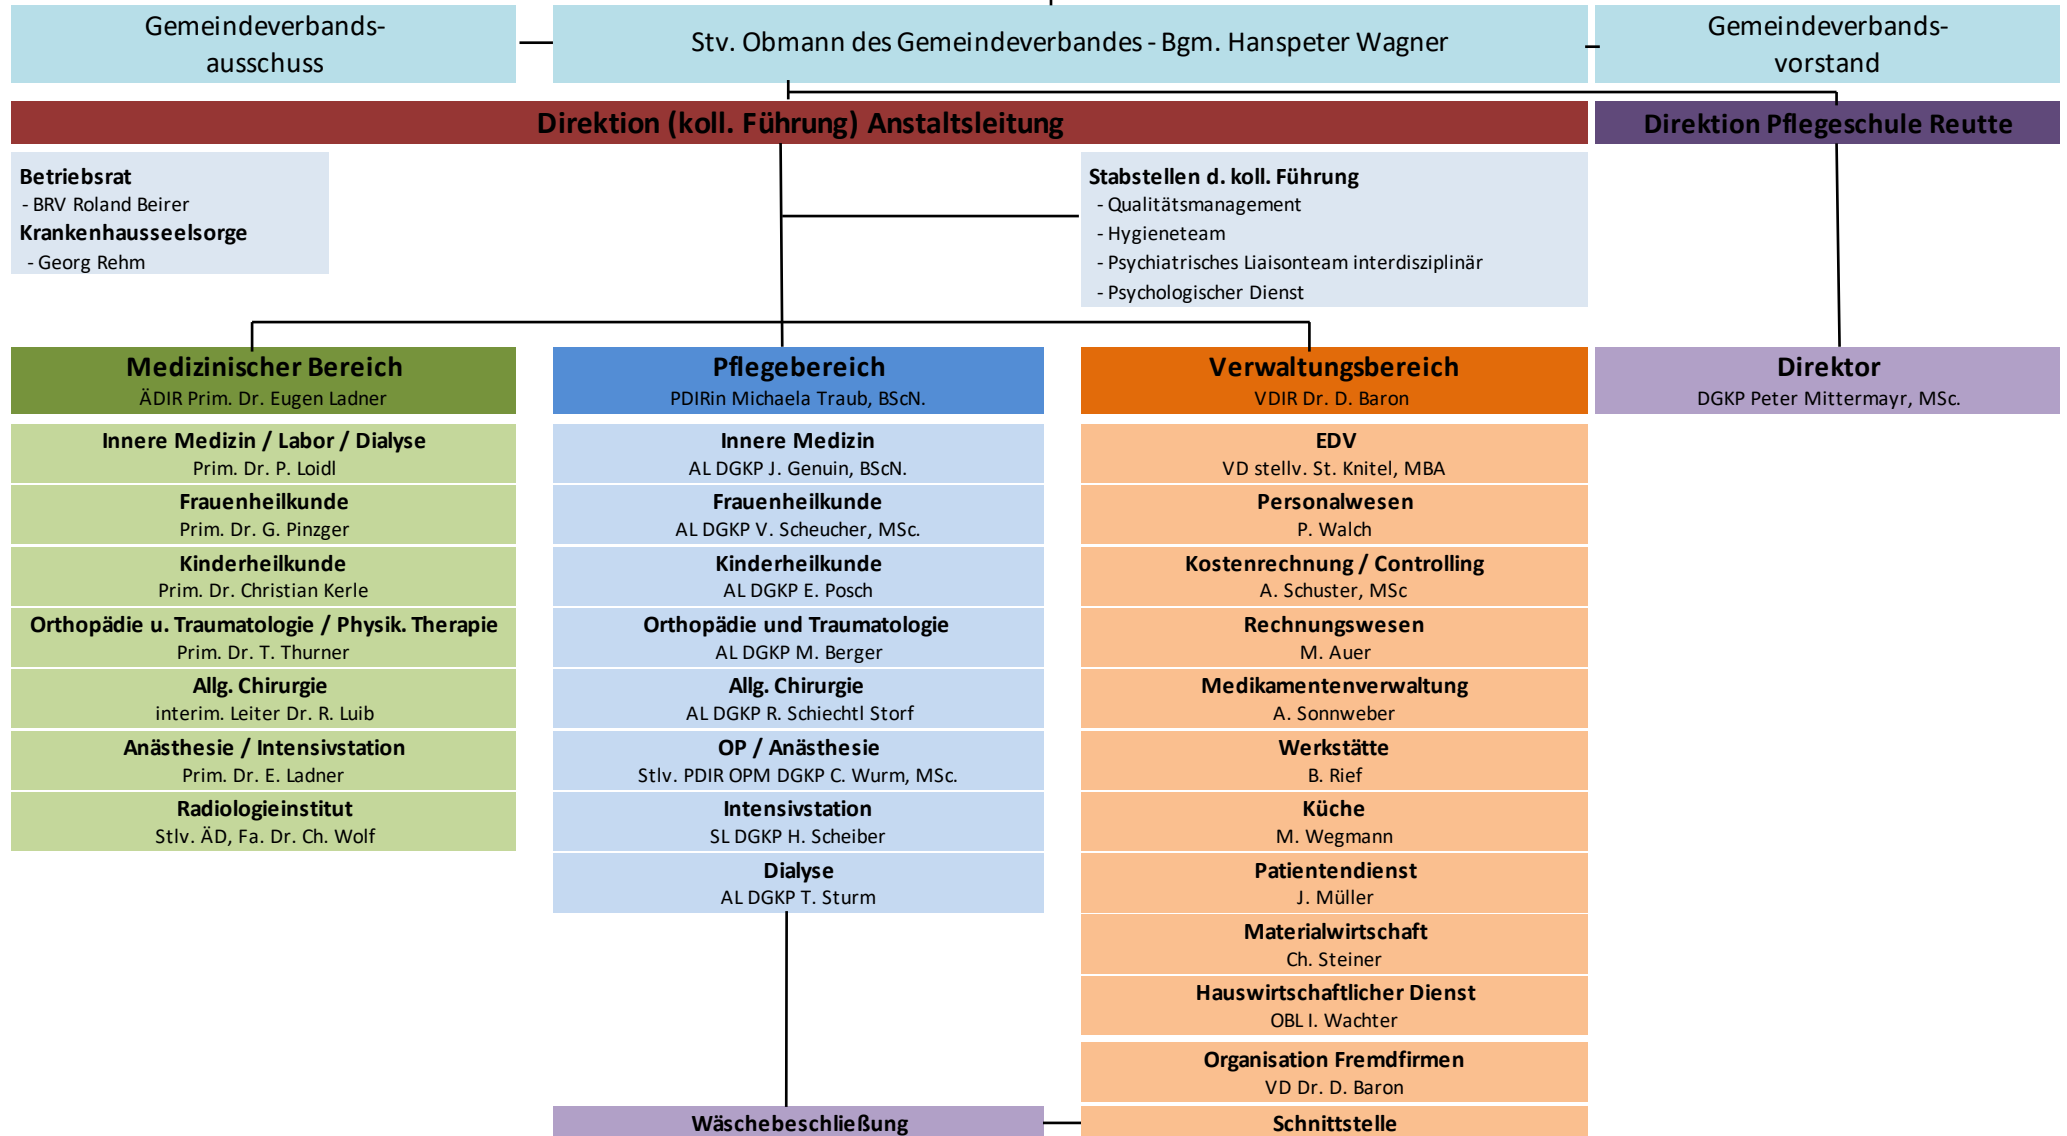 Gemeindeverbands-
ausschuss
Stv. Obmann des Gemeindeverbandes - Bgm. Hanspeter Wagner
Gemeindeverbands-
vorstand
Direktion (koll. Führung) Anstaltsleitung
Direktion Pflegeschule Reutte
Betriebsrat
- BRV Roland Beirer
Krankenhausseelsorge
- Georg Rehm
Stabstellen d. koll. Führung
- Qualitätsmanagement
- Hygieneteam
- Psychiatrisches Liaisonteam interdisziplinär
- Psychologischer Dienst
Medizinischer Bereich
ÄDIR Prim. Dr. Eugen Ladner
Innere Medizin / Labor / Dialyse
Prim. Dr. P. Loidl
Frauenheilkunde
Prim. Dr. G. Pinzger
Kinderheilkunde
Prim. Dr. Christian Kerle
Orthopädie u. Traumatologie / Physik. Therapie
Prim. Dr. T. Thurner
Allg. Chirurgie
interim. Leiter Dr. R. Luib
Anästhesie / Intensivstation
Prim. Dr. E. Ladner
Radiologieinstitut
Stlv. ÄD, Fa. Dr. Ch. Wolf
Pflegebereich
PDIRin Michaela Traub, BScN.
Innere Medizin
AL DGKP J. Genuin, BScN.
Frauenheilkunde
AL DGKP V. Scheucher, MSc.
Kinderheilkunde
AL DGKP E. Posch
Orthopädie und Traumatologie
AL DGKP M. Berger
Allg. Chirurgie
AL DGKP R. Schiechtl Storf
OP / Anästhesie
Stlv. PDIR OPM DGKP C. Wurm, MSc.
Intensivstation
SL DGKP H. Scheiber
Dialyse
AL DGKP T. Sturm
Wäschebeschließung
Verwaltungsbereich
VDIR Dr. D. Baron
EDV
VD stellv. St. Knitel, MBA
Personalwesen
P. Walch
Kostenrechnung / Controlling
A. Schuster, MSc
Rechnungswesen
M. Auer
Medikamentenverwaltung
A. Sonnweber
Werkstätte
B. Rief
Küche
M. Wegmann
Patientendienst
J. Müller
Materialwirtschaft
Ch. Steiner
Hauswirtschaftlicher Dienst
OBL I. Wachter
Organisation Fremdfirmen
VD Dr. D. Baron
Schnittstelle
Direktor
DGKP Peter Mittermayr, MSc.